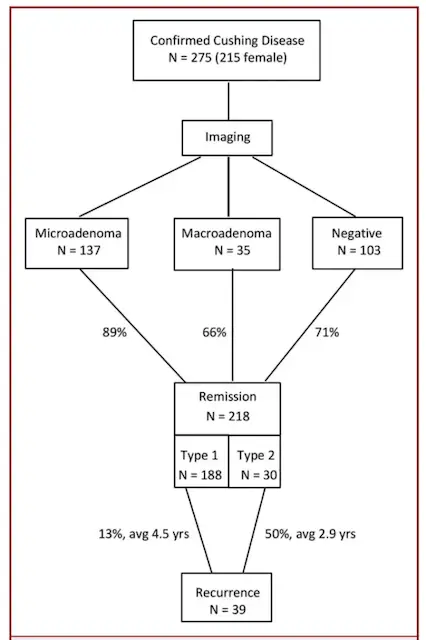 Confirmed Cushing Disease
N = 275 (215 female)
Imaging
Microadenoma
N = 137
Macroadenoma
N = 35
Negative
N = 103
89%
66%
71%
Remission
N = 218
Type 1
N = 188
Type 2
N = 30
13%, avg 4.5 yrs
50%, avg 2.9 yrs
Recurrence
N = 39